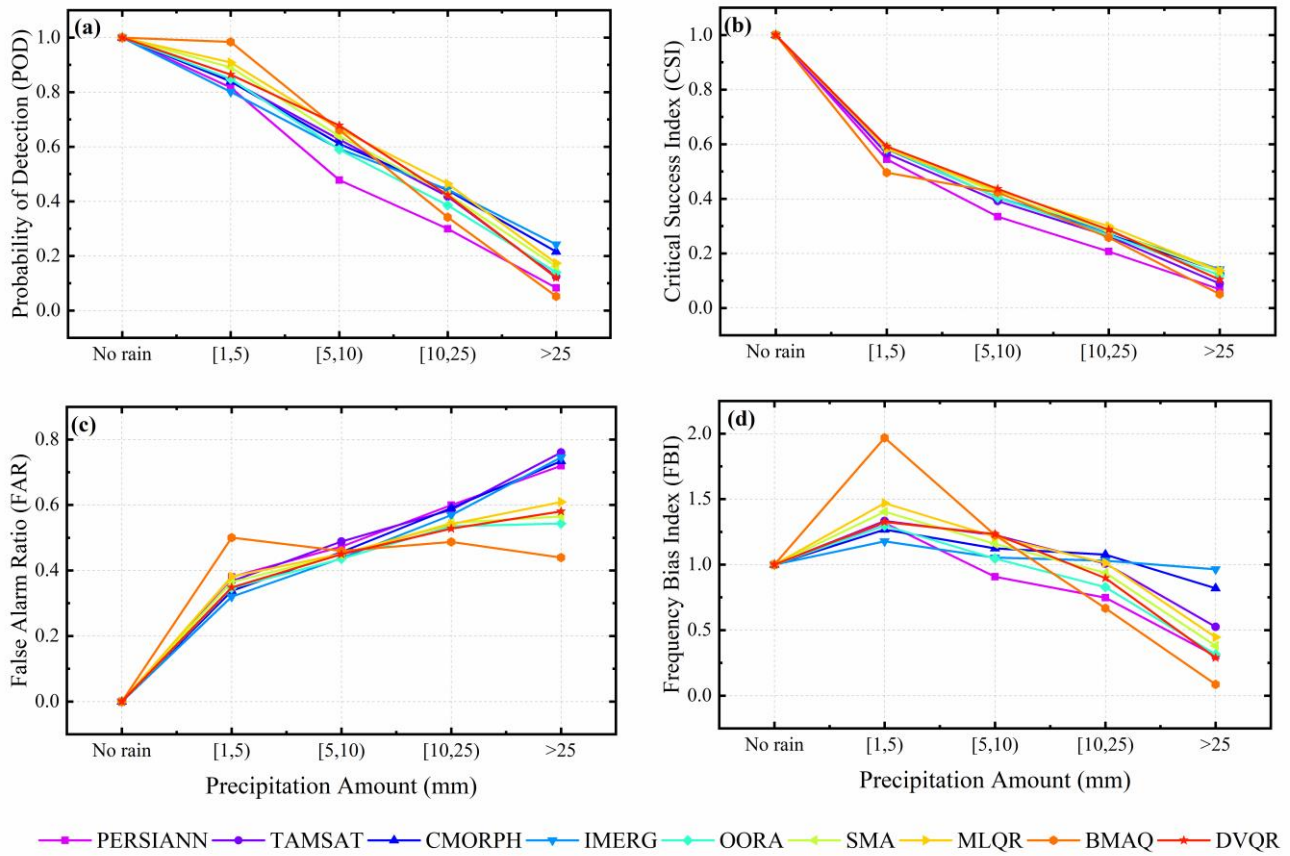 (a)
Probability of Detection (POD)
1.0
0.8
0.6
0.4
0.2
0.0
No rain [1,5) [5,10) [10,25) >25
(b)
Critical Success Index (CSI)
1.0
0.8
0.6
0.4
0.2
0.0
No rain [1,5) [5,10) [10,25) >25
(c)
False Alarm Ratio (FAR)
0.8
0.6
0.4
0.2
0.0
No rain [1,5) [5,10) [10,25) >25
Precipitation Amount (mm)
(d)
Frequency Bias Index (FBI)
2.0
1.5
1.0
0.5
0.0
No rain [1,5) [5,10) [10,25) >25
Precipitation Amount (mm)
PERSIANN TAMSAT CMORPH IMERG OORA SMA MLQR BMAQ DVQR